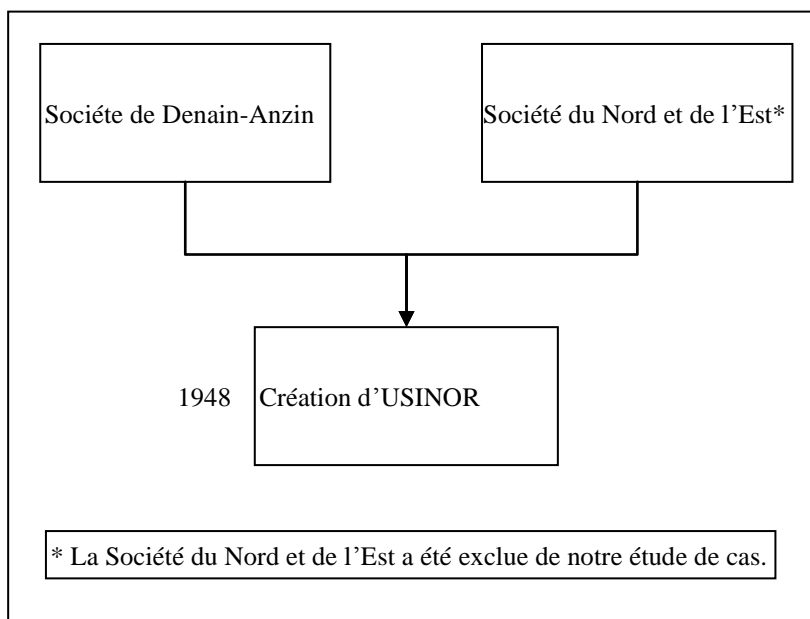 Sociéte de Denain-Anzin
Société du Nord et de l’Est*
1948 Création d’USINOR
* La Société du Nord et de l’Est a été exclue de notre étude de cas.